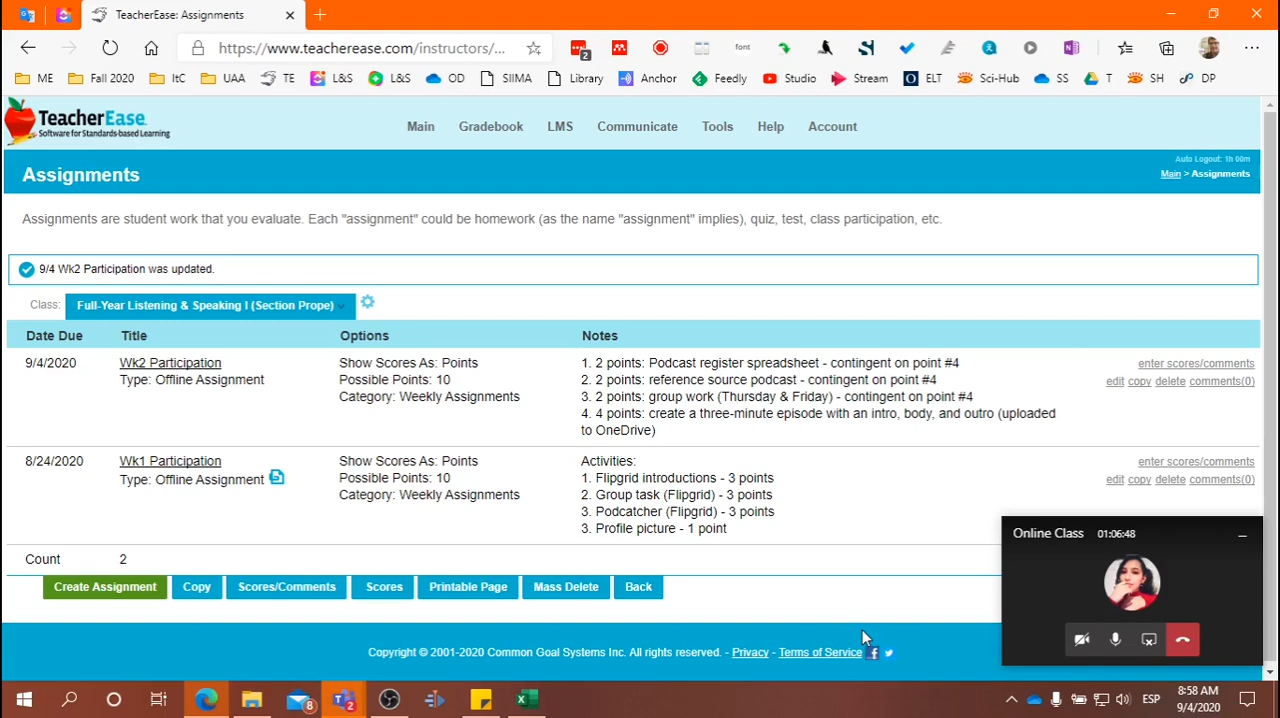 TeacherEase: Assignments
https://www.teacherease.com/instructors/...
2
font
ME
Fall 2020
ItC
UAA
TE
L&S
L&S
OD
SIIMA
Library
Anchor
Feedly
Studio
Stream
ELT
Sci-Hub
SS
T
SH
DP
TeacherEase
Software for Standards-based Learning
Main
Gradebook
LMS
Communicate
Tools
Help
Account
Auto Logout: 1h 00m
Assignments
Main > Assignments
Assignments are student work that you evaluate. Each "assignment" could be homework (as the name "assignment" implies), quiz, test, class participation, etc.
9/4 Wk2 Participation was updated.
Class: Full-Year Listening & Speaking I (Section Prope)
Date Due Title Options Notes
9/4/2020 Wk2 Participation
Type: Offline Assignment
Show Scores As: Points
Possible Points: 10
Category: Weekly Assignments
1. 2 points: Podcast register spreadsheet - contingent on point #4
2. 2 points: reference source podcast - contingent on point #4
3. 2 points: group work (Thursday & Friday) - contingent on point #4
4. 4 points: create a three-minute episode with an intro, body, and outro (uploaded
to OneDrive)
enter scores/comments
edit copy delete comments(0)
8/24/2020 Wk1 Participation
Type: Offline Assignment
Show Scores As: Points
Possible Points: 10
Category: Weekly Assignments
Activities:
1. Flipgrid introductions - 3 points
2. Group task (Flipgrid) - 3 points
3. Podcatcher (Flipgrid) - 3 points
3. Profile picture - 1 point
enter scores/comments
edit copy delete comments(0)
Count 2
Create Assignment
Copy
Scores/Comments
Scores
Printable Page
Mass Delete
Back
Online Class 01:06:48
Copyright © 2001-2020 Common Goal Systems Inc. All rights reserved. - Privacy - Terms of Service
8
2
ESP
8:58 AM
9/4/2020